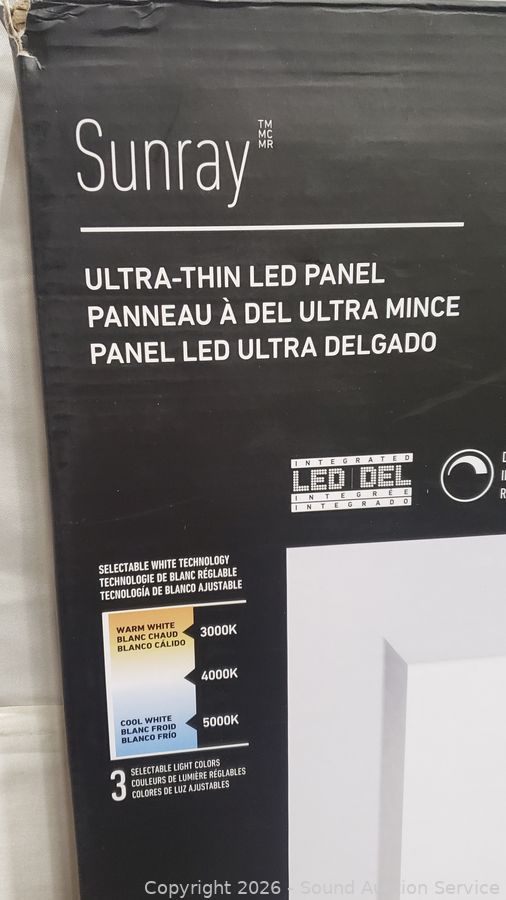 Sunray
TM
MC
MR
ULTRA-THIN LED PANEL
PANNEAU À DEL ULTRA MINCE
PANEL LED ULTRA DELGADO
INTEGRATED
LED DEL
INTEGRÉE
INTEGRADO
SELECTABLE WHITE TECHNOLOGY
TECHNOLOGIE DE BLANC RÉGLABLE
TECNOLOGÍA DE BLANCO AJUSTABLE
WARM WHITE
BLANC CHAUD
BLANCO CÁLIDO
3000K
4000K
COOL WHITE
BLANC FROID
BLANCO FRÍO
5000K
3 SELECTABLE LIGHT COLORS
COULEURS DE LUMIÈRE RÉGLABLES
COLORES DE LUZ AJUSTABLES
Copyright 2026 - Sound Auction Service